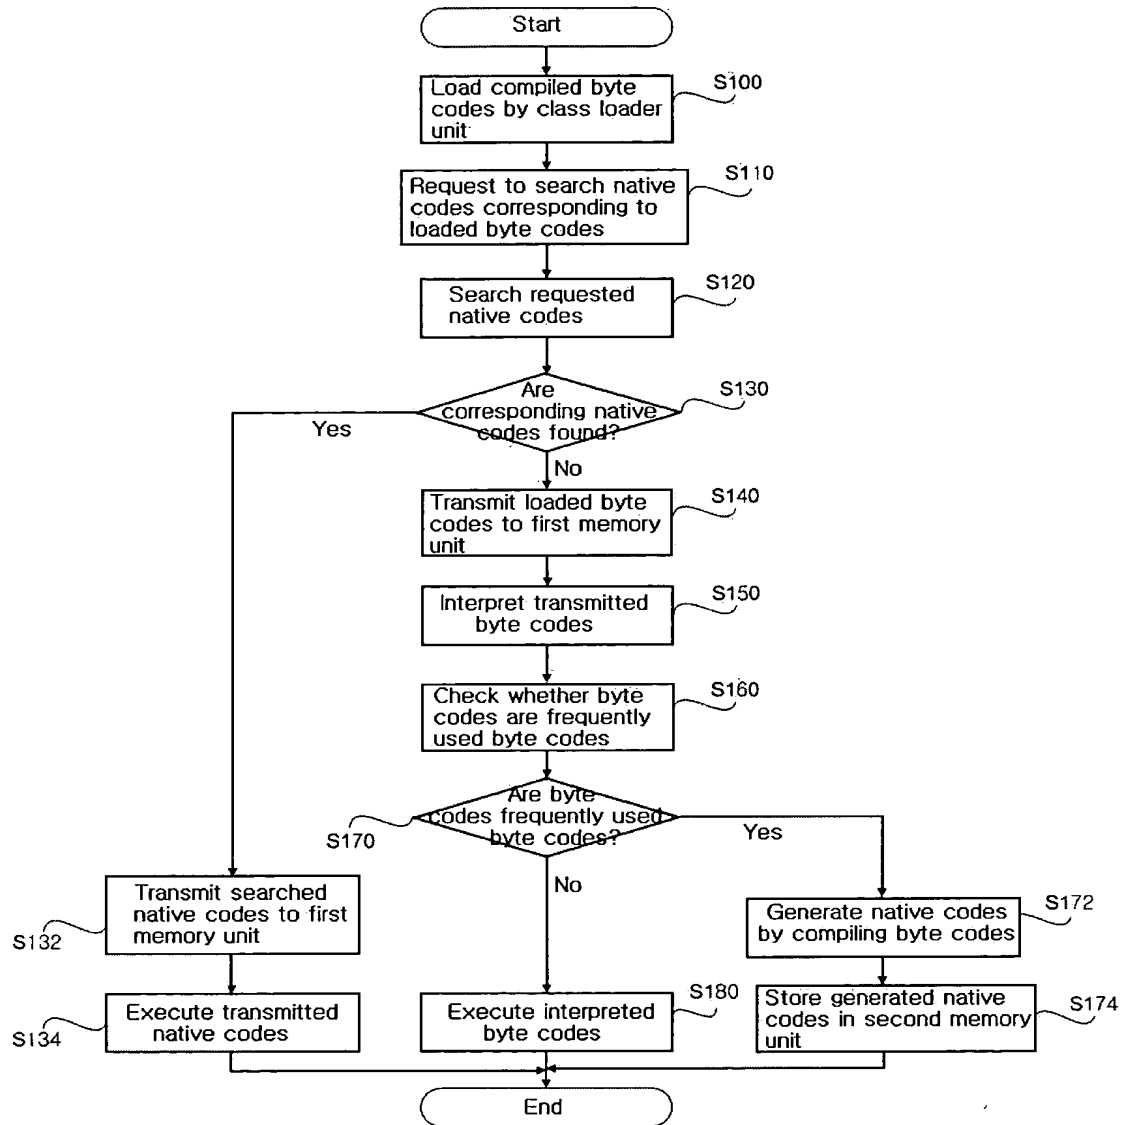 Start
Load compiled byte
codes by class loader
unit
S100
Request to search native
codes corresponding to
loaded byte codes
S110
Search requested
native codes
S120
Are
corresponding native
codes found?
S130
Yes
No
Transmit loaded byte
codes to first memory
unit
S140
Interpret transmitted
byte codes
S150
Check whether byte
codes are frequently
used byte codes
S160
Are byte
codes frequently used
byte codes?
S170
Yes
No
Transmit searched
native codes to first
memory unit
S132
Generate native codes
by compiling byte codes
S172
Execute transmitted
native codes
S134
Execute interpreted
byte codes
S180
Store generated native
codes in second memory
unit
S174
End